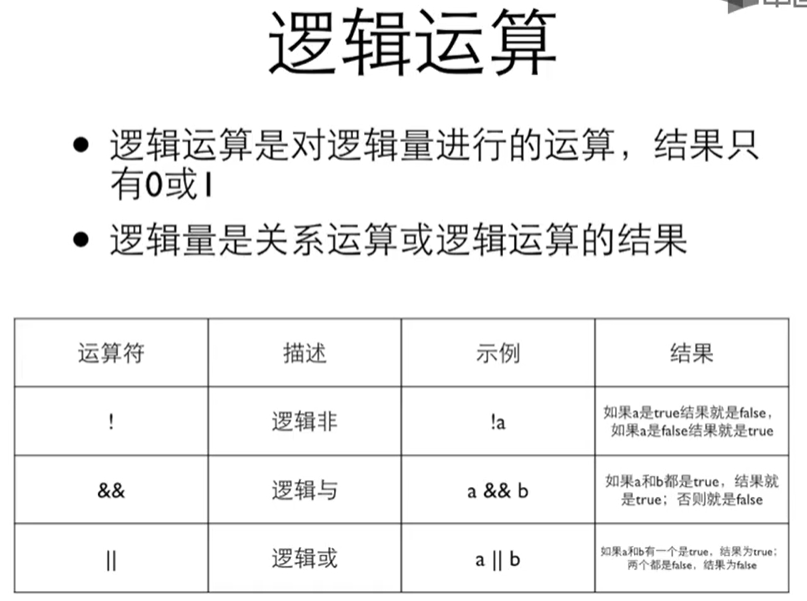 逻辑运算
• 逻辑运算是对逻辑量进行的运算，结果只
有0或1
• 逻辑量是关系运算或逻辑运算的结果
运算符 描述 示例 结果
! 逻辑非 !a 如果a是true结果就是false，
如果a是false结果就是true
&& 逻辑与 a && b 如果a和b都是true，结果就
是true；否则就是false
|| 逻辑或 a || b 如果a和b有一个是true，结果为true；
两个都是false，结果为false